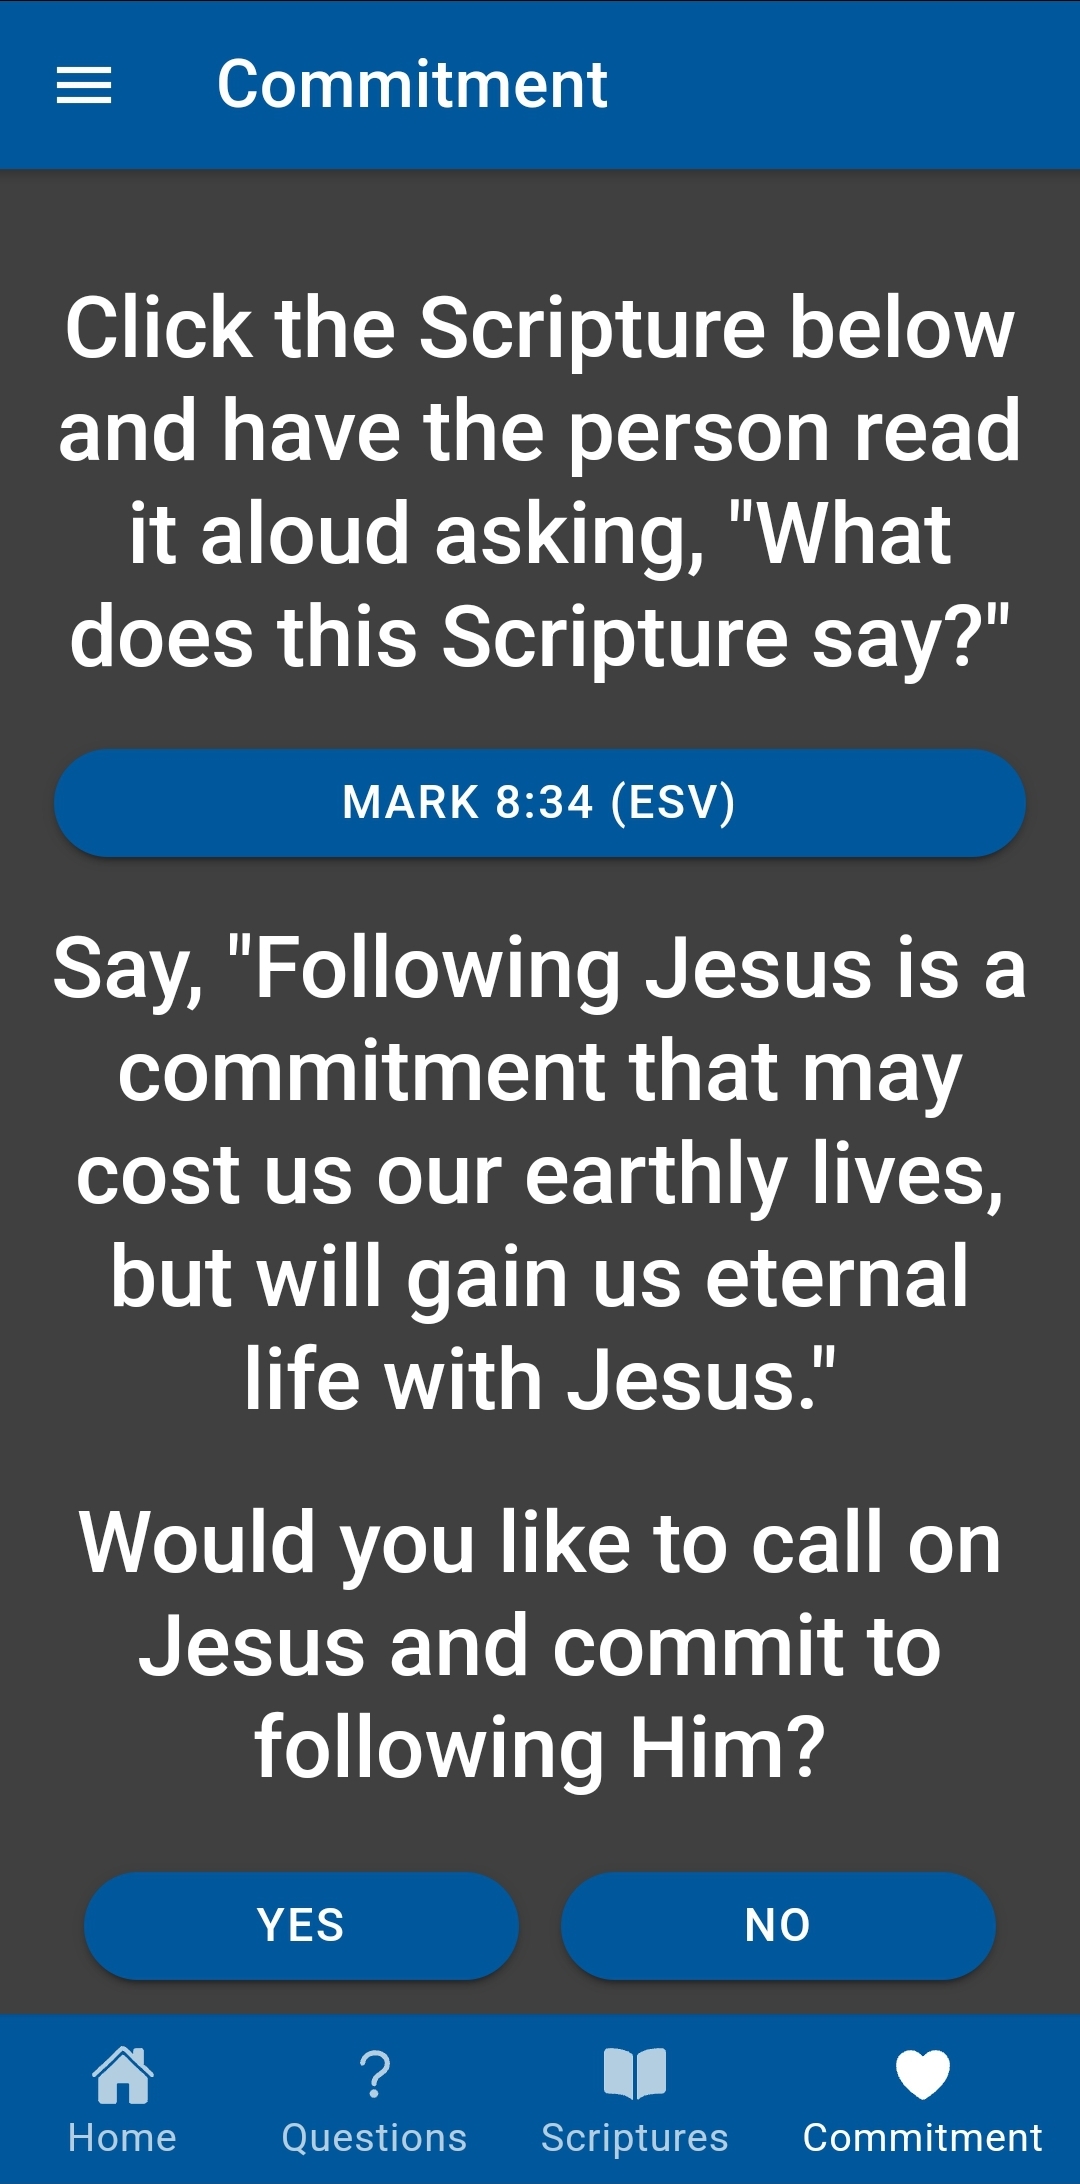 Commitment
Click the Scripture below
and have the person read
it aloud asking, "What
does this Scripture say?"
MARK 8:34 (ESV)
Say, "Following Jesus is a
commitment that may
cost us our earthly lives,
but will gain us eternal
life with Jesus."
Would you like to call on
Jesus and commit to
following Him?
YES
NO
Home
Questions
Scriptures
Commitment